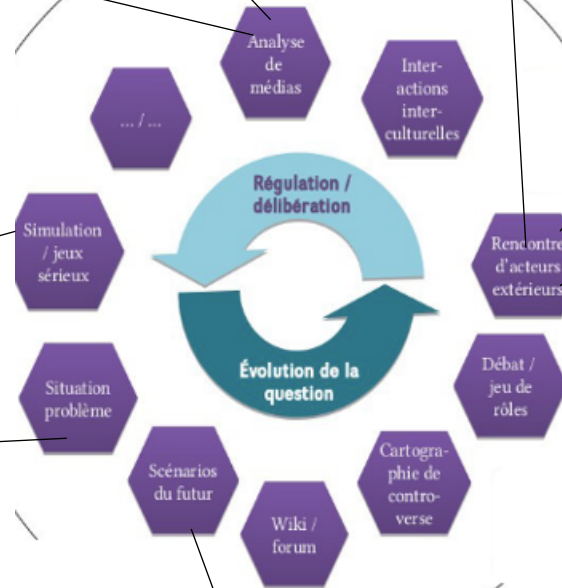 Analyse
de
médias
Inter-
actions
inter-
culturelles
... / ...
Régulation /
délibération
Simulation
/ jeux
sérieux
Rencontre
d'acteurs
extérieurs
Évolution de la
question
Débat /
jeu de
rôles
Situation
problème
Cartogra-
phie de
contro-
verse
Scénarios
du futur
Wiki /
forum